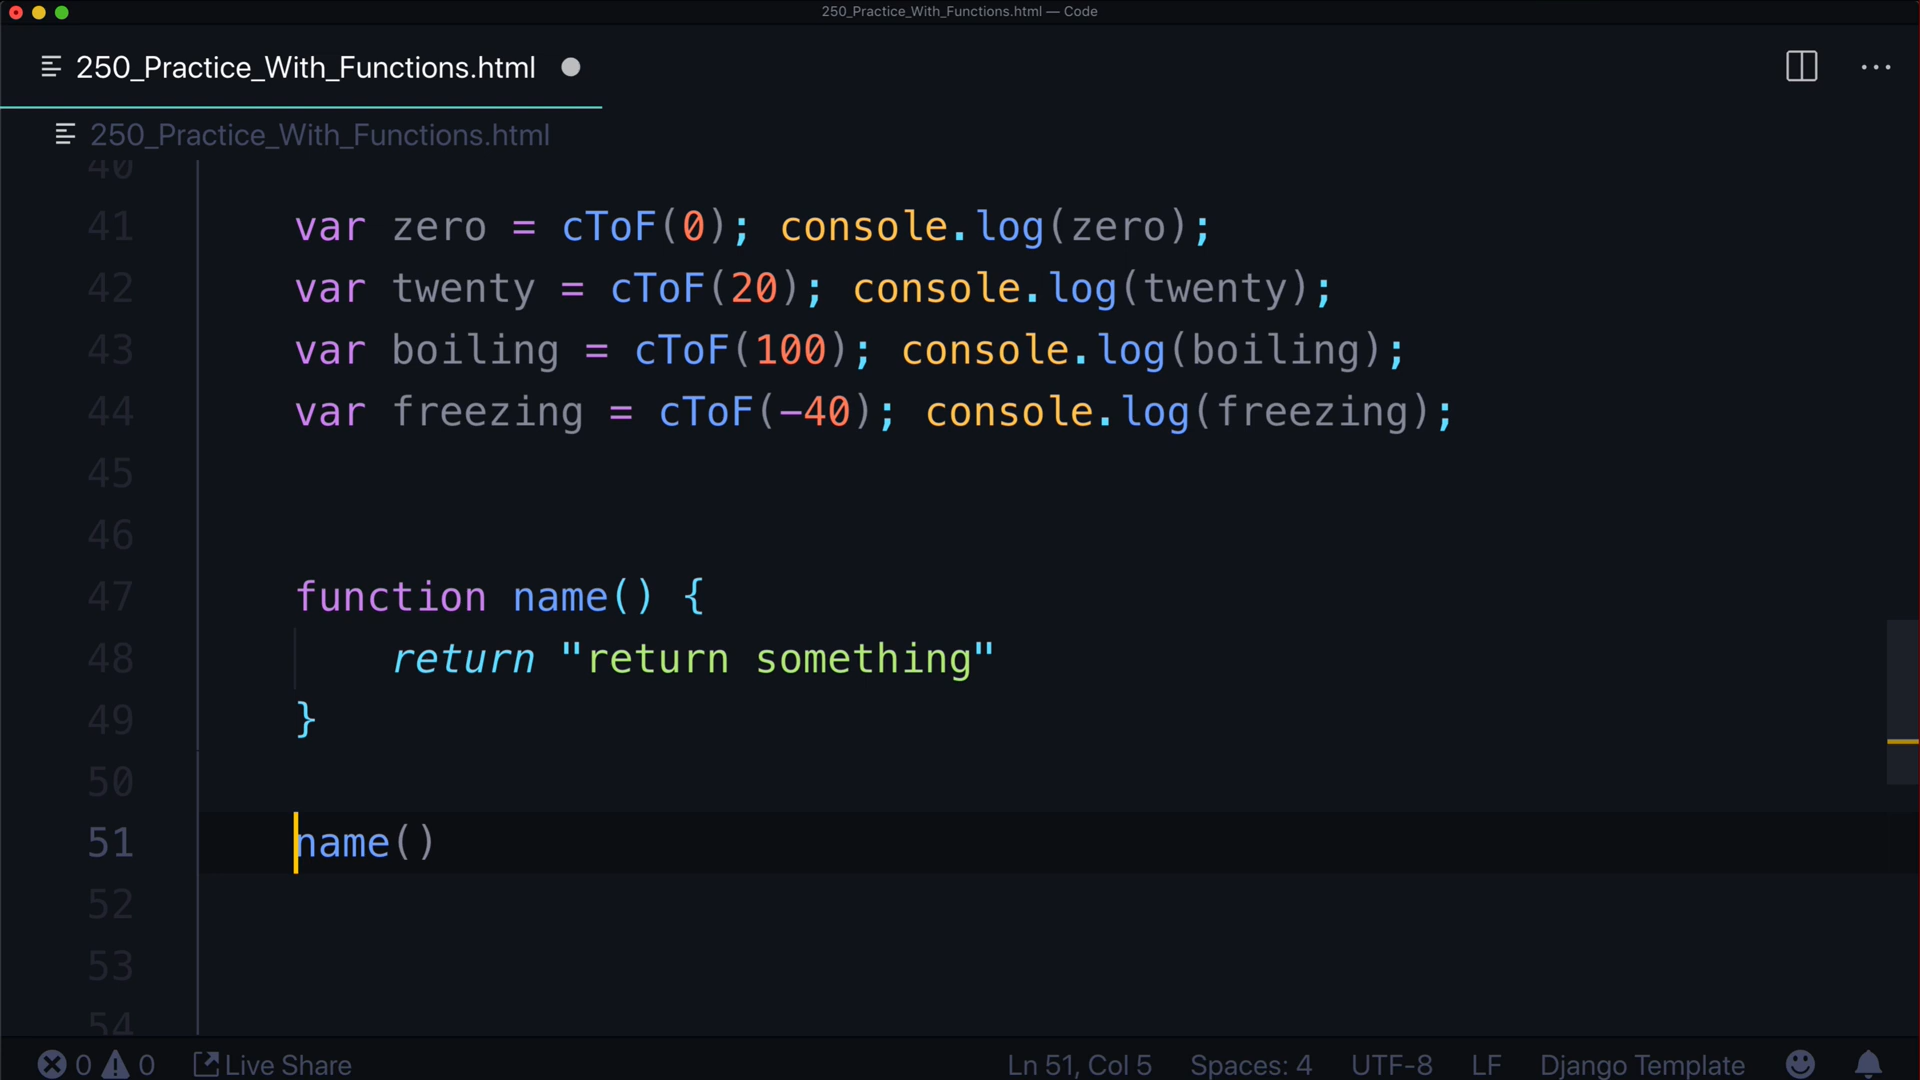 250_Practice_With_Functions.html — Code
250_Practice_With_Functions.html
250_Practice_With_Functions.html
40
41 var zero = cToF(0); console.log(zero);
42 var twenty = cToF(20); console.log(twenty);
43 var boiling = cToF(100); console.log(boiling);
44 var freezing = cToF(-40); console.log(freezing);
45
46
47 function name() {
48 return "return something"
49 }
50
51 name()
52
53
54
0 0 Live Share Ln 51, Col 5 Spaces: 4 UTF-8 LF Django Template